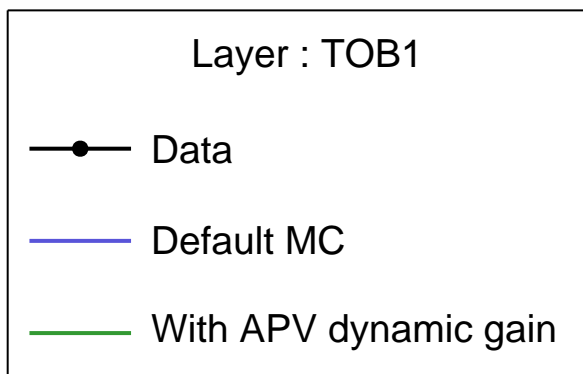 Layer : TOB1
Data
Default MC
With APV dynamic gain